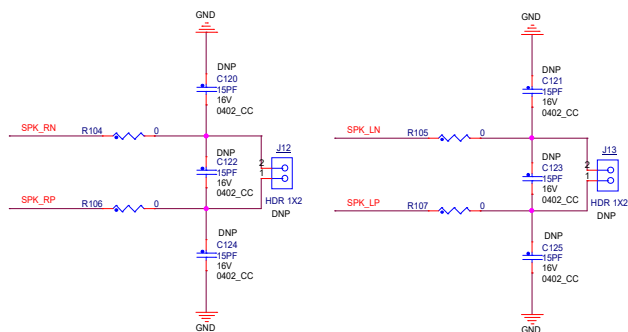 GND
DNP
C120
15PF
16V
0402_CC
SPK_RN
R104
0
J12
2
1
DNP
C122
15PF
16V
0402_CC
HDR 1X2
DNP
SPK_RP
R106
0
DNP
C124
15PF
16V
0402_CC
GND
GND
DNP
C121
15PF
16V
0402_CC
SPK_LN
R105
0
J13
2
1
DNP
C123
15PF
16V
0402_CC
HDR 1X2
DNP
SPK_LP
R107
0
DNP
C125
15PF
16V
0402_CC
GND